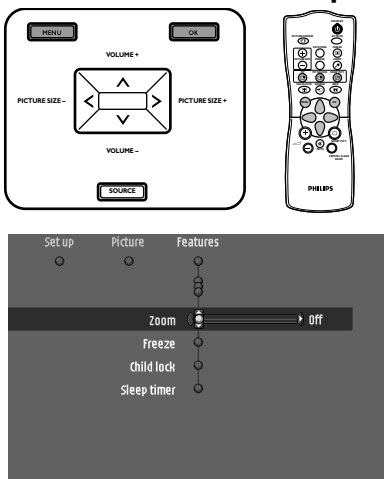 MENU
OK
VOLUME +
PICTURE SIZE –
PICTURE SIZE +
VOLUME –
SOURCE
PHILIPS
Set up Picture Features
Zoom Off
Freeze
Child lock
Sleep timer